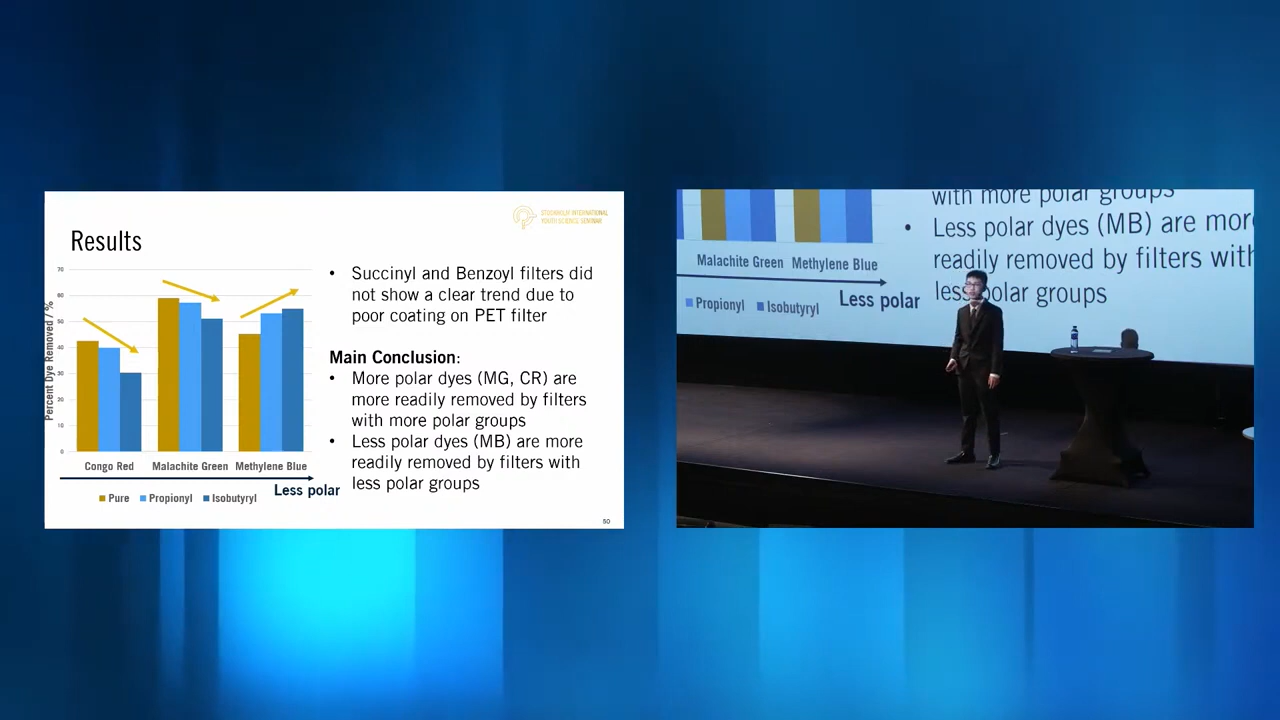 STOCKHOLM INTERNATIONAL
YOUTH SCIENCE SEMINAR
Results
70
60
50
40
30
20
10
0
Percent Dye Removed / %
Congo Red
Malachite Green
Methylene Blue
Less polar
Pure
Propionyl
Isobutyryl
• Succinyl and Benzoyl filters did
not show a clear trend due to
poor coating on PET filter
Main Conclusion:
• More polar dyes (MG, CR) are
more readily removed by filters
with more polar groups
• Less polar dyes (MB) are more
readily removed by filters with
less polar groups
50
with more polar groups
• Less polar dyes (MB) are mor
readily removed by filters with
less polar groups
Malachite Green
Methylene Blue
Less polar
Propionyl
Isobutyryl